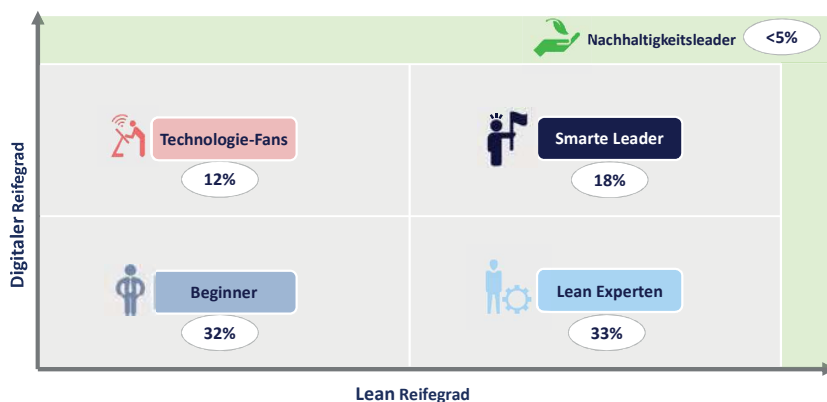 Nachhaltigkeitsleader
<5%
Technologie-Fans
12%
Smarte Leader
18%
Beginner
32%
Lean Experten
33%
Digitaler Reifegrad
Lean Reifegrad